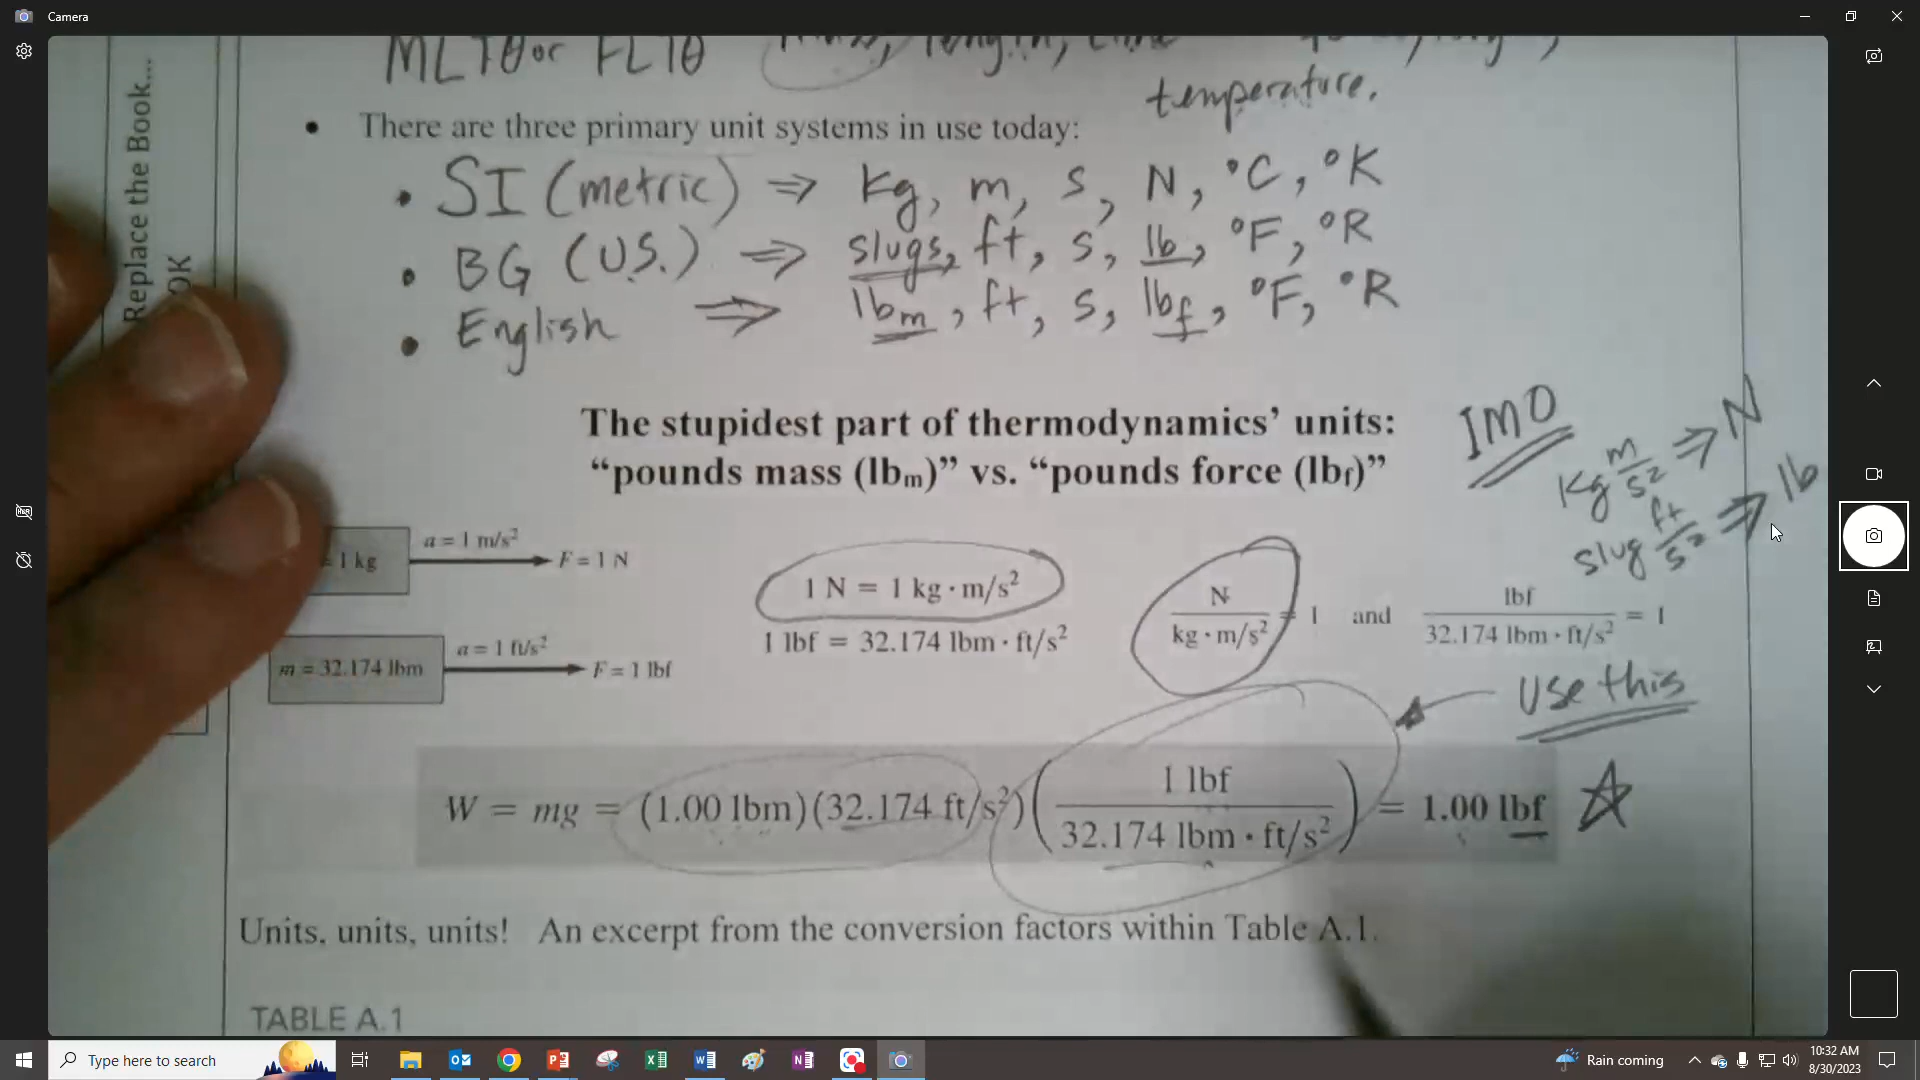 Camera
MLTθ or FLTθ
temperature.
Replace the Book...
OK
• There are three primary unit systems in use today:
• SI (metric) ⇒ kg, m, s, N, °C, °K
• BG (U.S.) ⇒ slugs, ft, s, lb, °F, °R
• English ⇒ lbm, ft, s, lbf, °F, °R
The stupidest part of thermodynamics' units:
“pounds mass (lbm)” vs. “pounds force (lbf)”
IMO
kg m/s² ⇒ N
slug ft/s² ⇒ lb
= 1 kg
a = 1 m/s²
F = 1 N
m = 32.174 lbm
a = 1 ft/s²
F = 1 lbf
1 N = 1 kg · m/s²
1 lbf = 32.174 lbm · ft/s²
N / kg · m/s² = 1 and lbf / 32.174 lbm · ft/s² = 1
Use this
W = mg = (1.00 lbm)(32.174 ft/s²)(1 lbf / 32.174 lbm · ft/s²) = 1.00 lbf ☆
Units, units, units! An excerpt from the conversion factors within Table A.1.
TABLE A.1
Type here to search
Rain coming
10:32 AM
8/30/2023